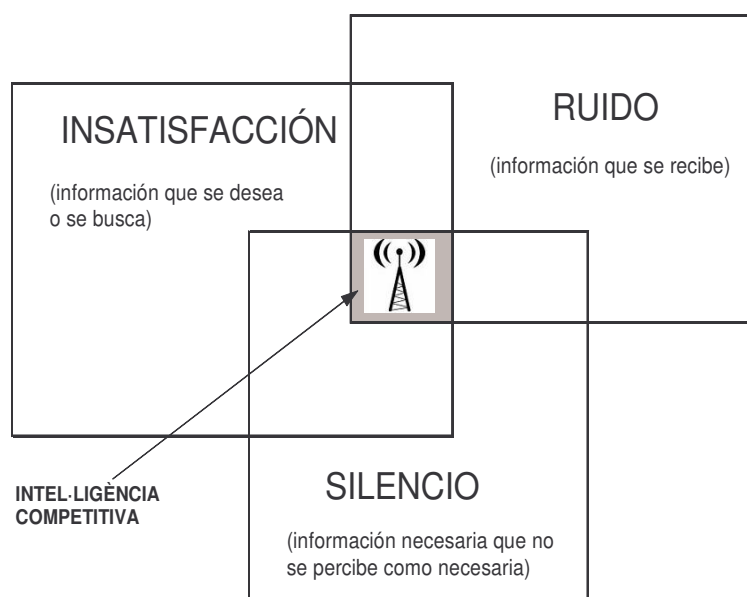 INSATISFACCIÓN
(información que se desea
o se busca)
RUIDO
(información que se recibe)
INTEL·LIGÈNCIA
COMPETITIVA
SILENCIO
(información necesaria que no
se percibe como necesaria)